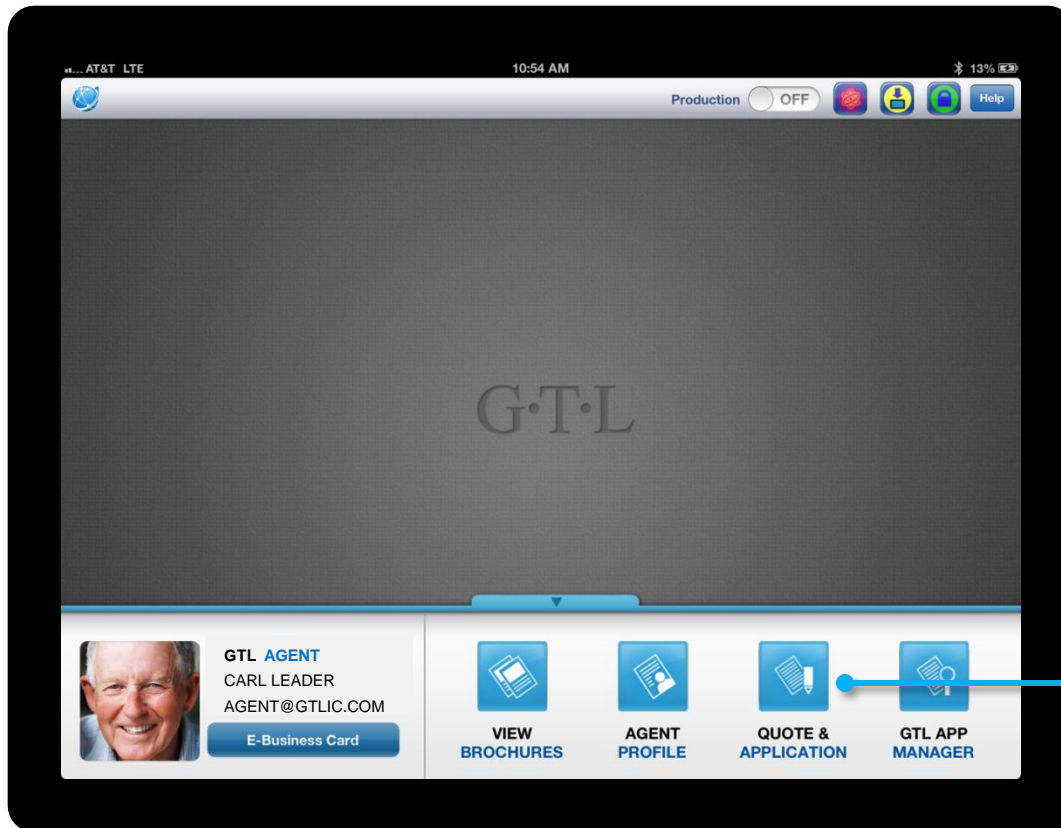 AT&T LTE
10:54 AM
13%
Production OFF
Help
G·T·L
GTL AGENT
CARL LEADER
AGENT@GTLIC.COM
E-Business Card
VIEW
BROCHURES
AGENT
PROFILE
QUOTE &
APPLICATION
GTL APP
MANAGER